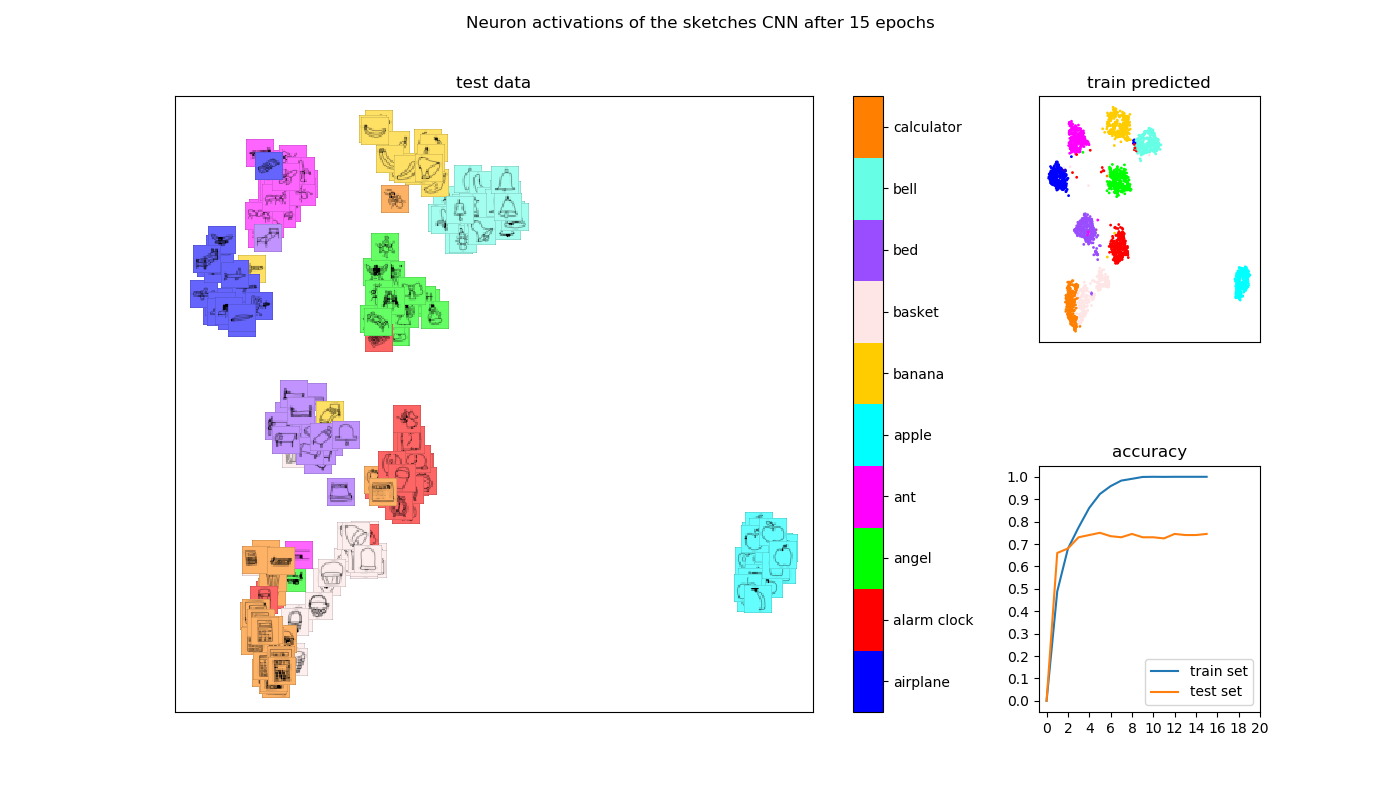 Neuron activations of the sketches CNN after 15 epochs
test data
calculator
bell
bed
basket
banana
apple
ant
angel
alarm clock
airplane
train predicted
accuracy
1.0
0.9
0.8
0.7
0.6
0.5
0.4
0.3
0.2
0.1
0.0
train set
test set
0 2 4 6 8 10 12 14 16 18 20